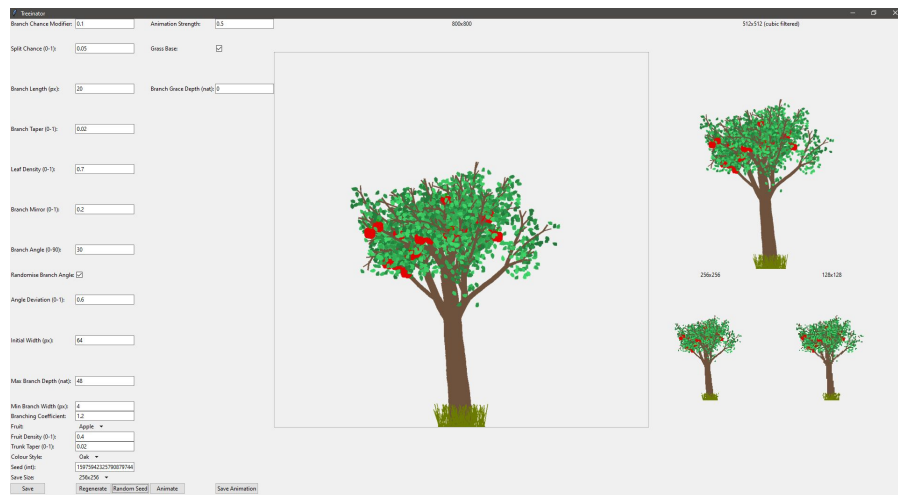 Treeinator
Branch Chance Modifier: 0.1 Animation Strength: 0.5 800x800 512x512 (cubic filtered)
Split Chance (0-1): 0.05 Grass Base:
Branch Length (px): 20 Branch Grace Depth (nat): 0
Branch Taper (0-1): 0.02
Leaf Density (0-1): 0.7
Branch Mirror (0-1): 0.2
Branch Angle (0-90): 30
Randomise Branch Angle 256x256 128x128
Angle Deviation (0-1): 0.6
Initial Width (px): 64
Max Branch Depth (nat): 48
Min Branch Width (px): 4
Branching Coefficient: 1.2
Fruit: Apple
Fruit Density (0-1): 0.4
Trunk Taper (0-1): 0.02
Colour Style: Oak
Seed (int):
Save Size: 256x256
Save Regenerate Random Seed Animate Save Animation